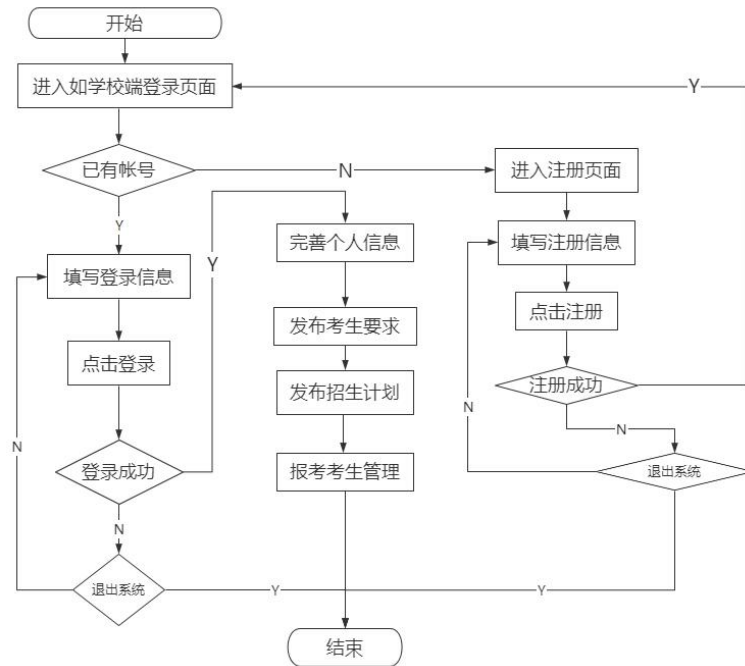 开始
进入如学校端登录页面
Y
已有帐号
N
进入注册页面
Y
完善个人信息
填写注册信息
填写登录信息
Y
发布考生要求
点击注册
点击登录
发布招生计划
注册成功
N
N
N
登录成功
报考考生管理
退出系统
N
退出系统
Y
Y
结束